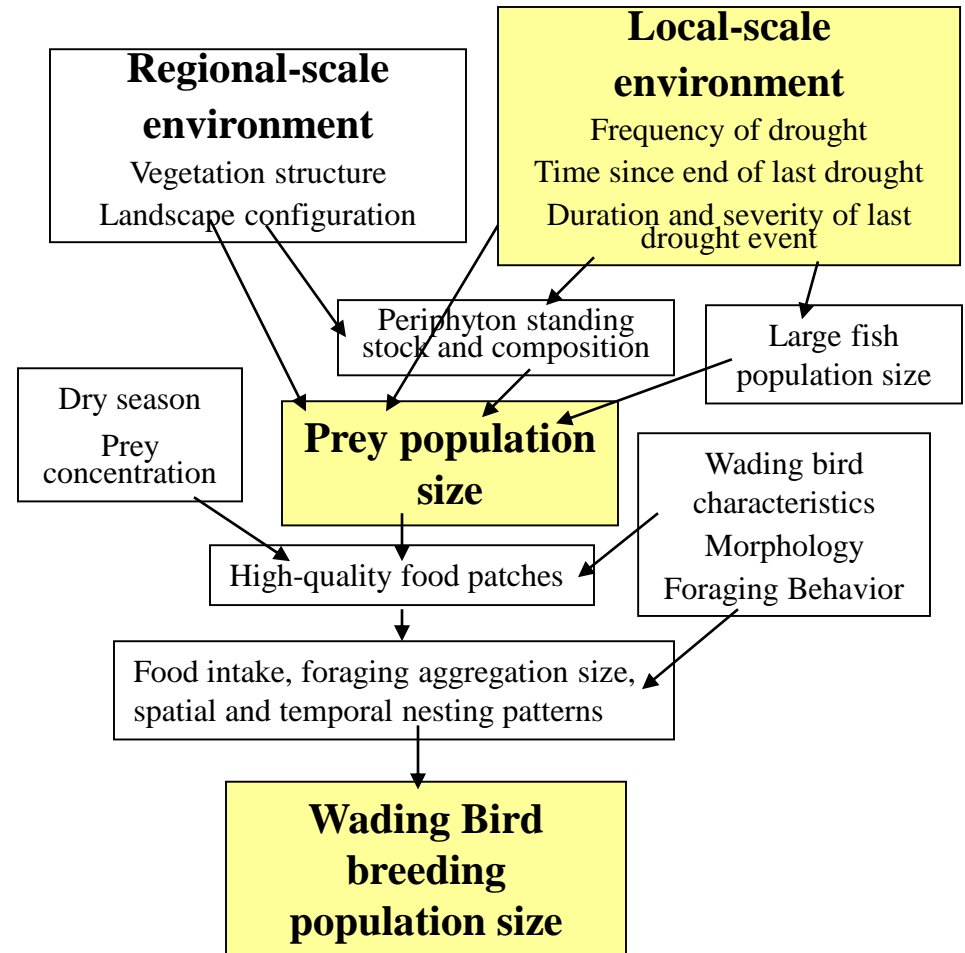 Regional-scale
environment
Vegetation structure
Landscape configuration
Local-scale
environment
Frequency of drought
Time since end of last drought
Duration and severity of last
drought event
Periphyton standing
stock and composition
Large fish
population size
Dry season
Prey
concentration
Prey population
size
Wading bird
characteristics
Morphology
Foraging Behavior
High-quality food patches
Food intake, foraging aggregation size,
spatial and temporal nesting patterns
Wading Bird
breeding
population size